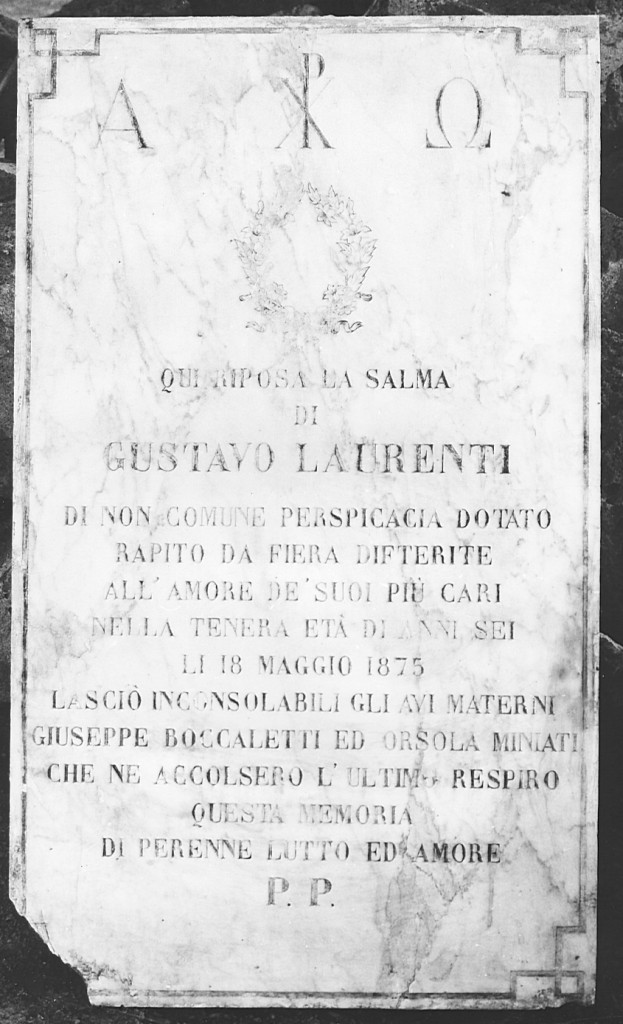 Α ☧ Ω
QUI RIPOSA LA SALMA
DI
GUSTAVO LAURENTI
DI NON COMUNE PERSPICACIA DOTATO
RAPITO DA FIERA DIFTERITE
ALL'AMORE DE'SUOI PIÙ CARI
NELLA TENERA ETÀ DI ANNI SEI
LI 18 MAGGIO 1875
LASCIÒ INCONSOLABILI GLI AVI MATERNI
GIUSEPPE BOCCALETTI ED ORSOLA MINIATI
CHE NE ACCOLSERO L'ULTIMO RESPIRO
QUESTA MEMORIA
DI PERENNE LUTTO ED AMORE
P. P.